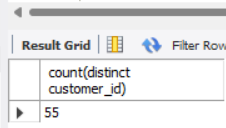 Result Grid Filter Row
count(distinct
customer_id)
55